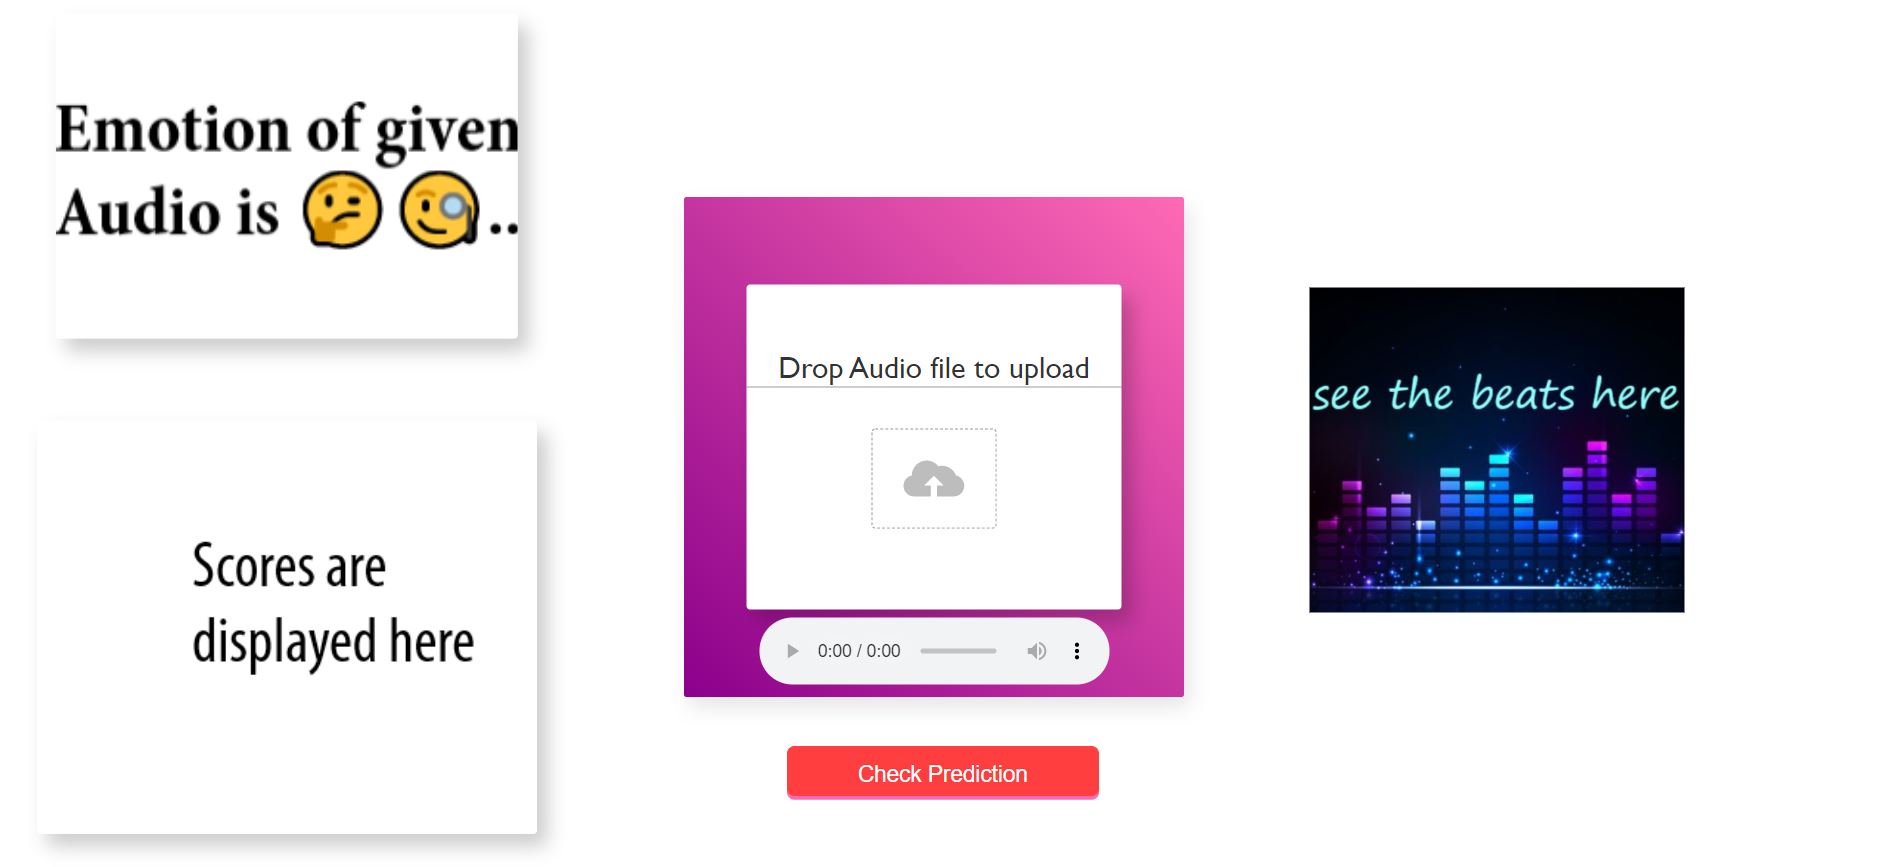 Emotion of given
Audio is 🤔 🧐..
Scores are
displayed here
Drop Audio file to upload
0:00 / 0:00
Check Prediction
see the beats here